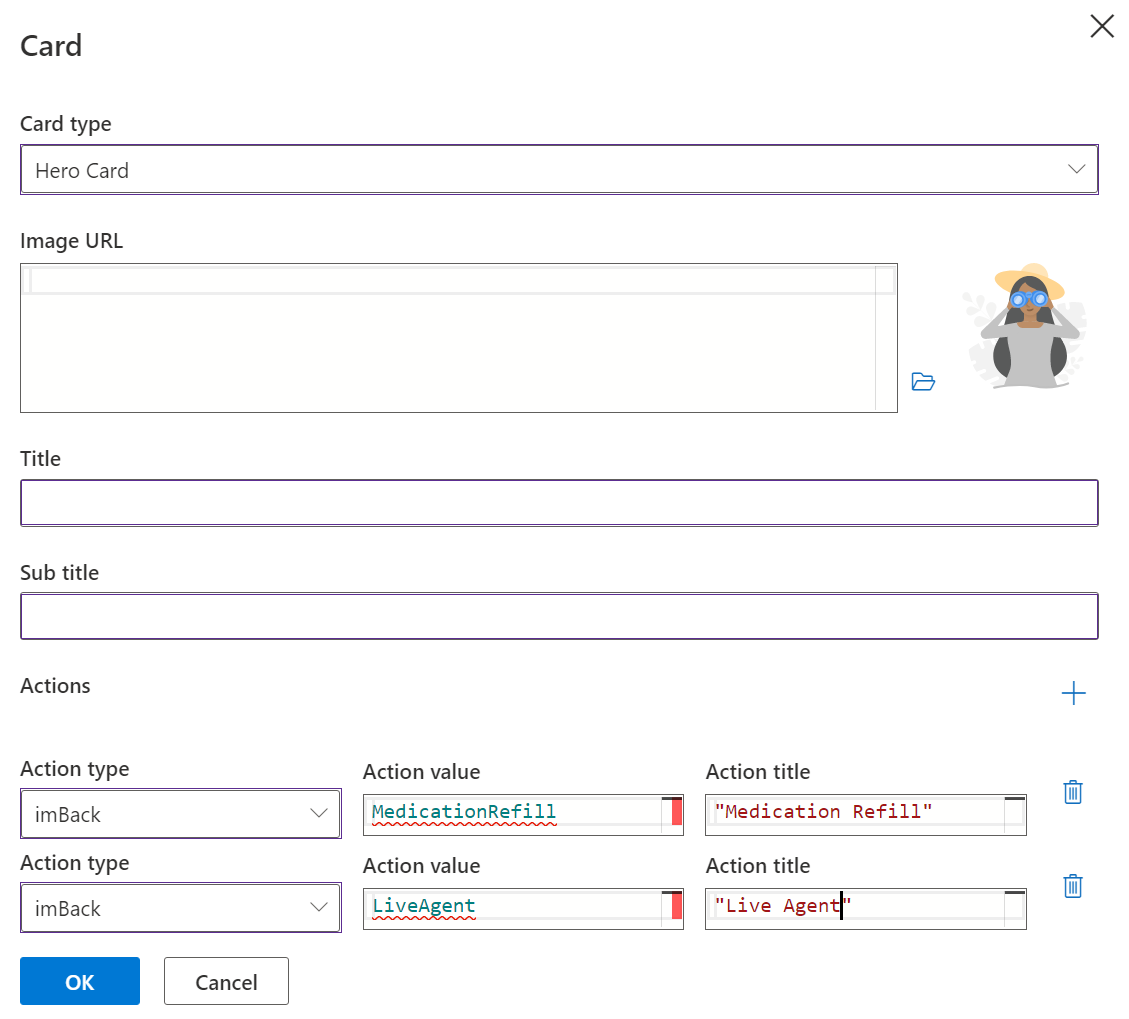 Card
Card type
Hero Card
Image URL
Title
Sub title
Actions
Action type Action value Action title
imBack MedicationRefill "Medication Refill"
Action type Action value Action title
imBack LiveAgent "Live Agent"
OK Cancel